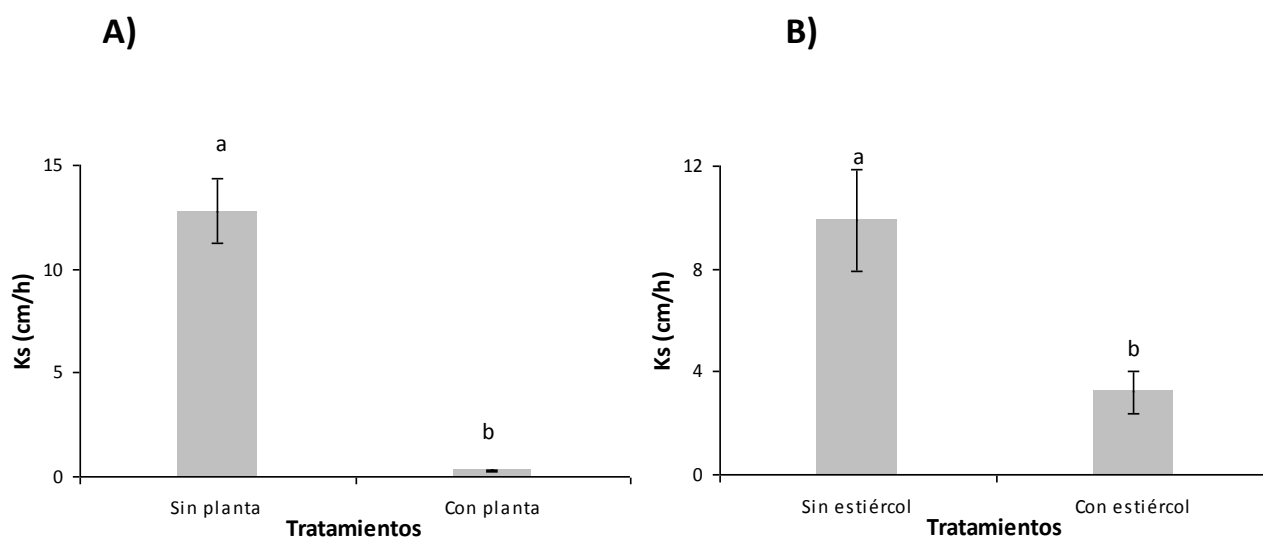 A)
a
15
10
5
0
Ks (cm/h)
b
Sin planta
Con planta
Tratamientos
B)
a
12
8
4
0
Ks (cm/h)
b
Sin estiércol
Con estiércol
Tratamientos